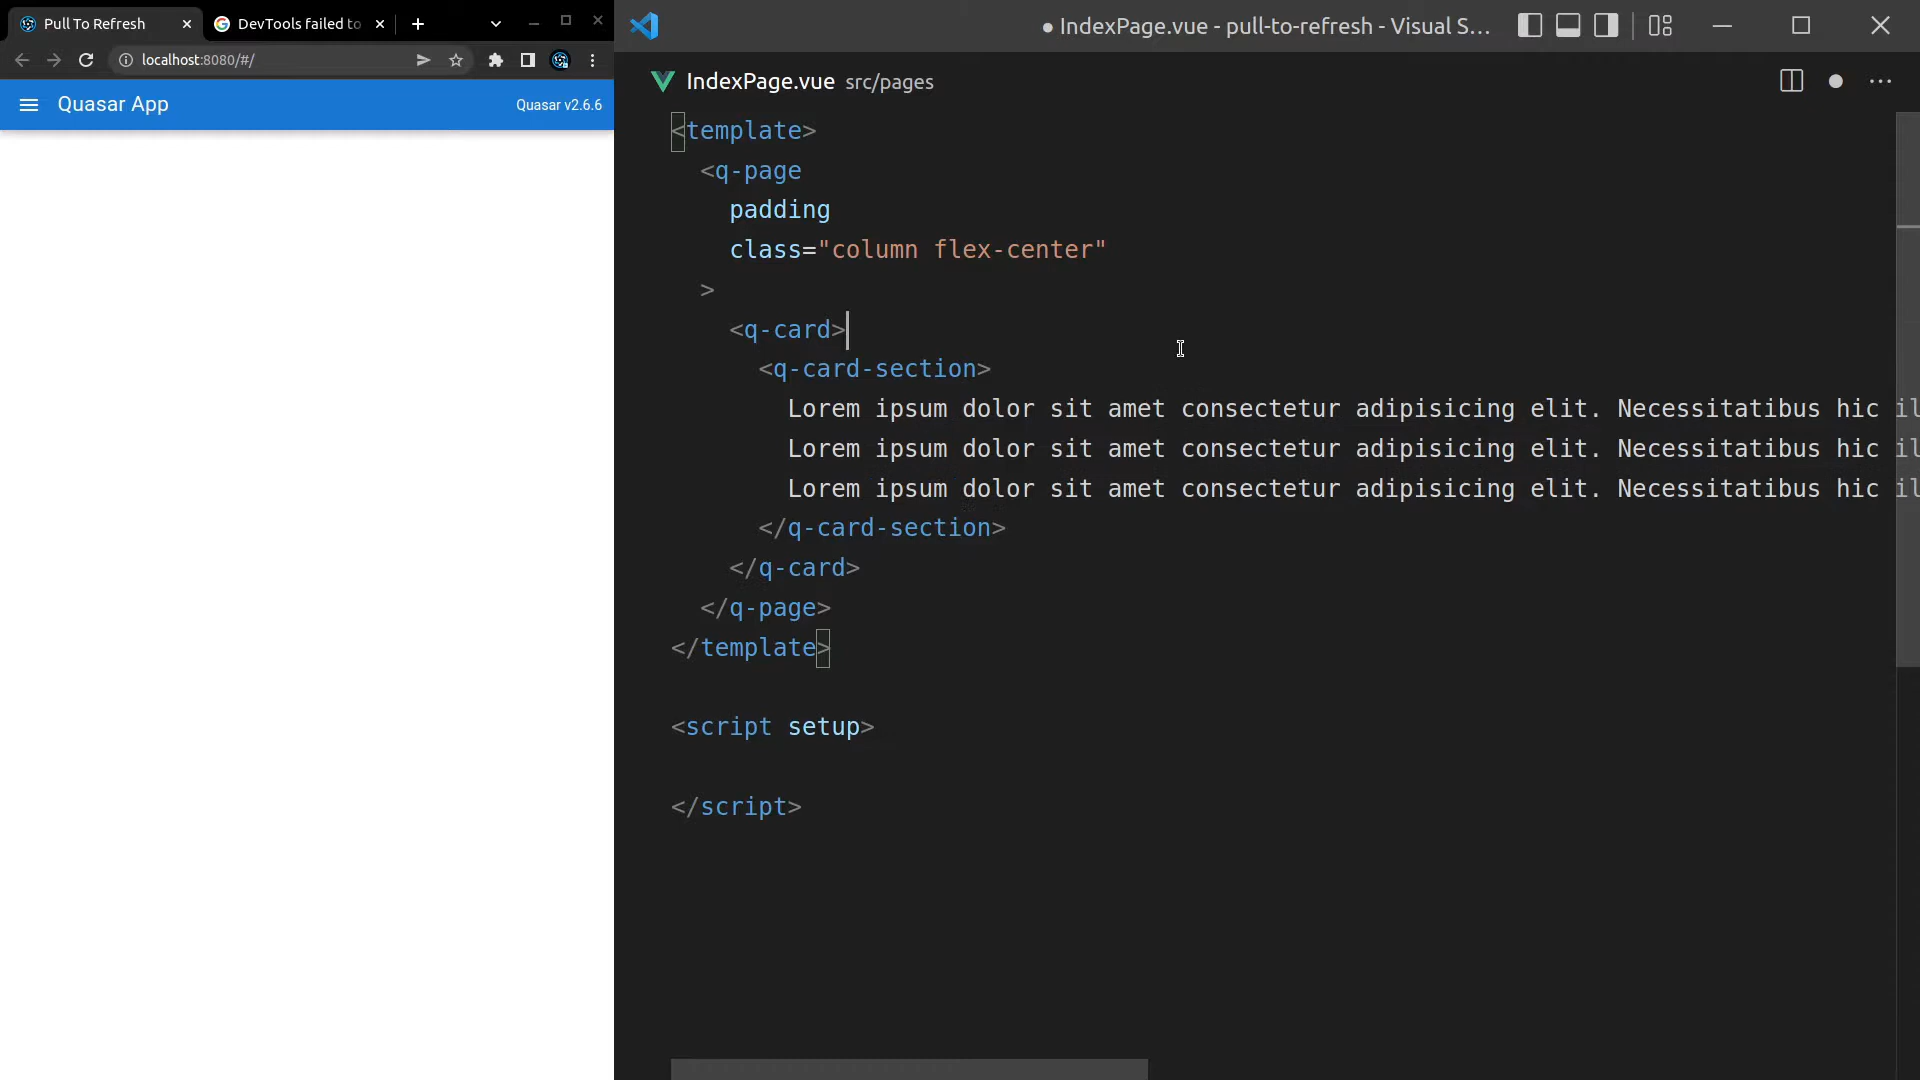 Pull To Refresh
DevTools failed to
localhost:8080/#/
Quasar App
Quasar v2.6.6
● IndexPage.vue - pull-to-refresh - Visual S...
IndexPage.vue src/pages
<template>
<q-page
padding
class="column flex-center"
>
<q-card>
<q-card-section>
Lorem ipsum dolor sit amet consectetur adipisicing elit. Necessitatibus hic il
Lorem ipsum dolor sit amet consectetur adipisicing elit. Necessitatibus hic il
Lorem ipsum dolor sit amet consectetur adipisicing elit. Necessitatibus hic il
</q-card-section>
</q-card>
</q-page>
</template>
<script setup>
</script>